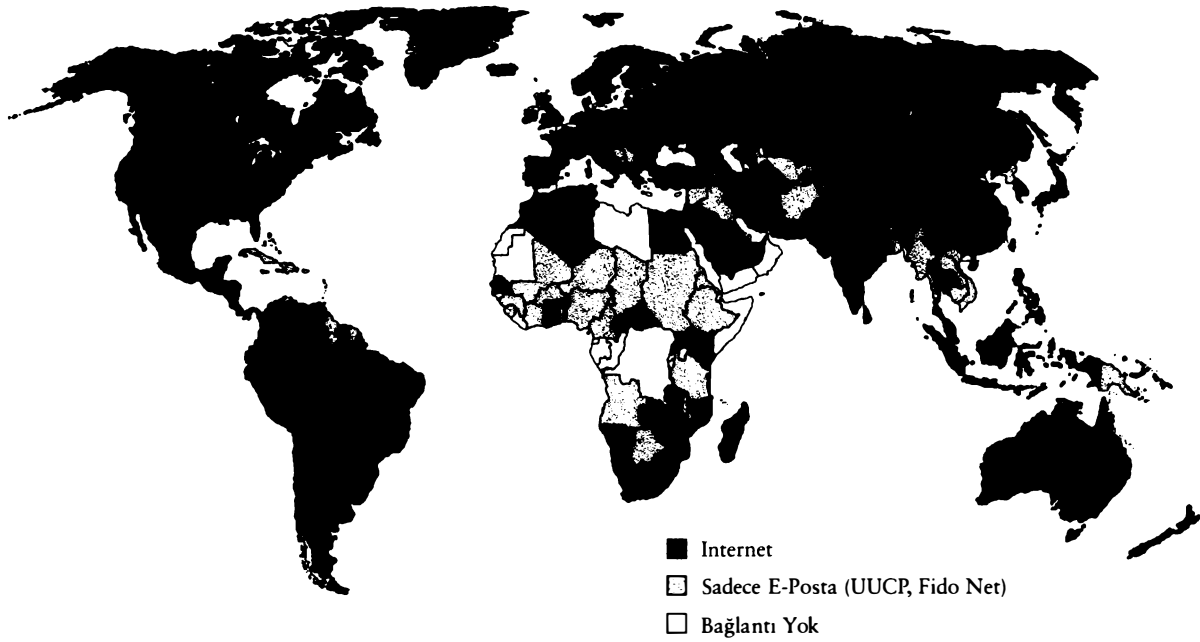 Internet
Sadece E-Posta (UUCP, Fido Net)
Bağlantı Yok